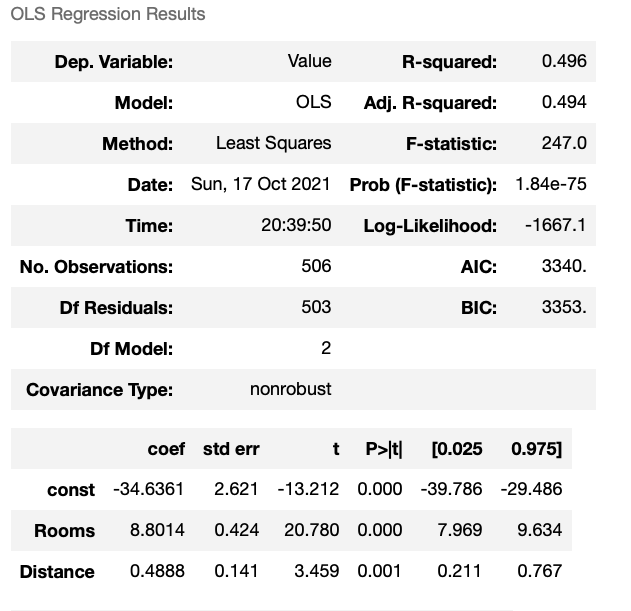 OLS Regression Results
Dep. Variable: Value R-squared: 0.496
Model: OLS Adj. R-squared: 0.494
Method: Least Squares F-statistic: 247.0
Date: Sun, 17 Oct 2021 Prob (F-statistic): 1.84e-75
Time: 20:39:50 Log-Likelihood: -1667.1
No. Observations: 506 AIC: 3340.
Df Residuals: 503 BIC: 3353.
Df Model: 2
Covariance Type: nonrobust
coef std err t P>|t| [0.025 0.975]
const -34.6361 2.621 -13.212 0.000 -39.786 -29.486
Rooms 8.8014 0.424 20.780 0.000 7.969 9.634
Distance 0.4888 0.141 3.459 0.001 0.211 0.767